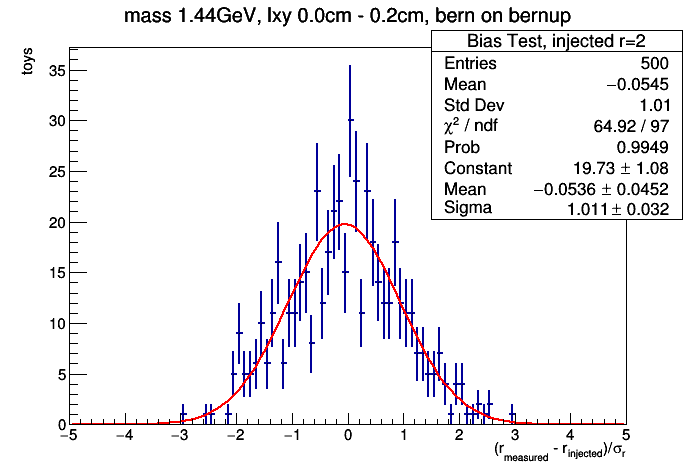 mass 1.44GeV, lxy 0.0cm - 0.2cm, bern on bernup
Bias Test, injected r=2
Entries 500
Mean −0.0545
Std Dev 1.01
χ² / ndf 64.92 / 97
Prob 0.9949
Constant 19.73 ± 1.08
Mean −0.0536 ± 0.0452
Sigma 1.011 ± 0.032
toys
35
30
25
20
15
10
5
0
−5 −4 −3 −2 −1 0 1 2 3 4 5
(r_measured - r_injected)/σ_r